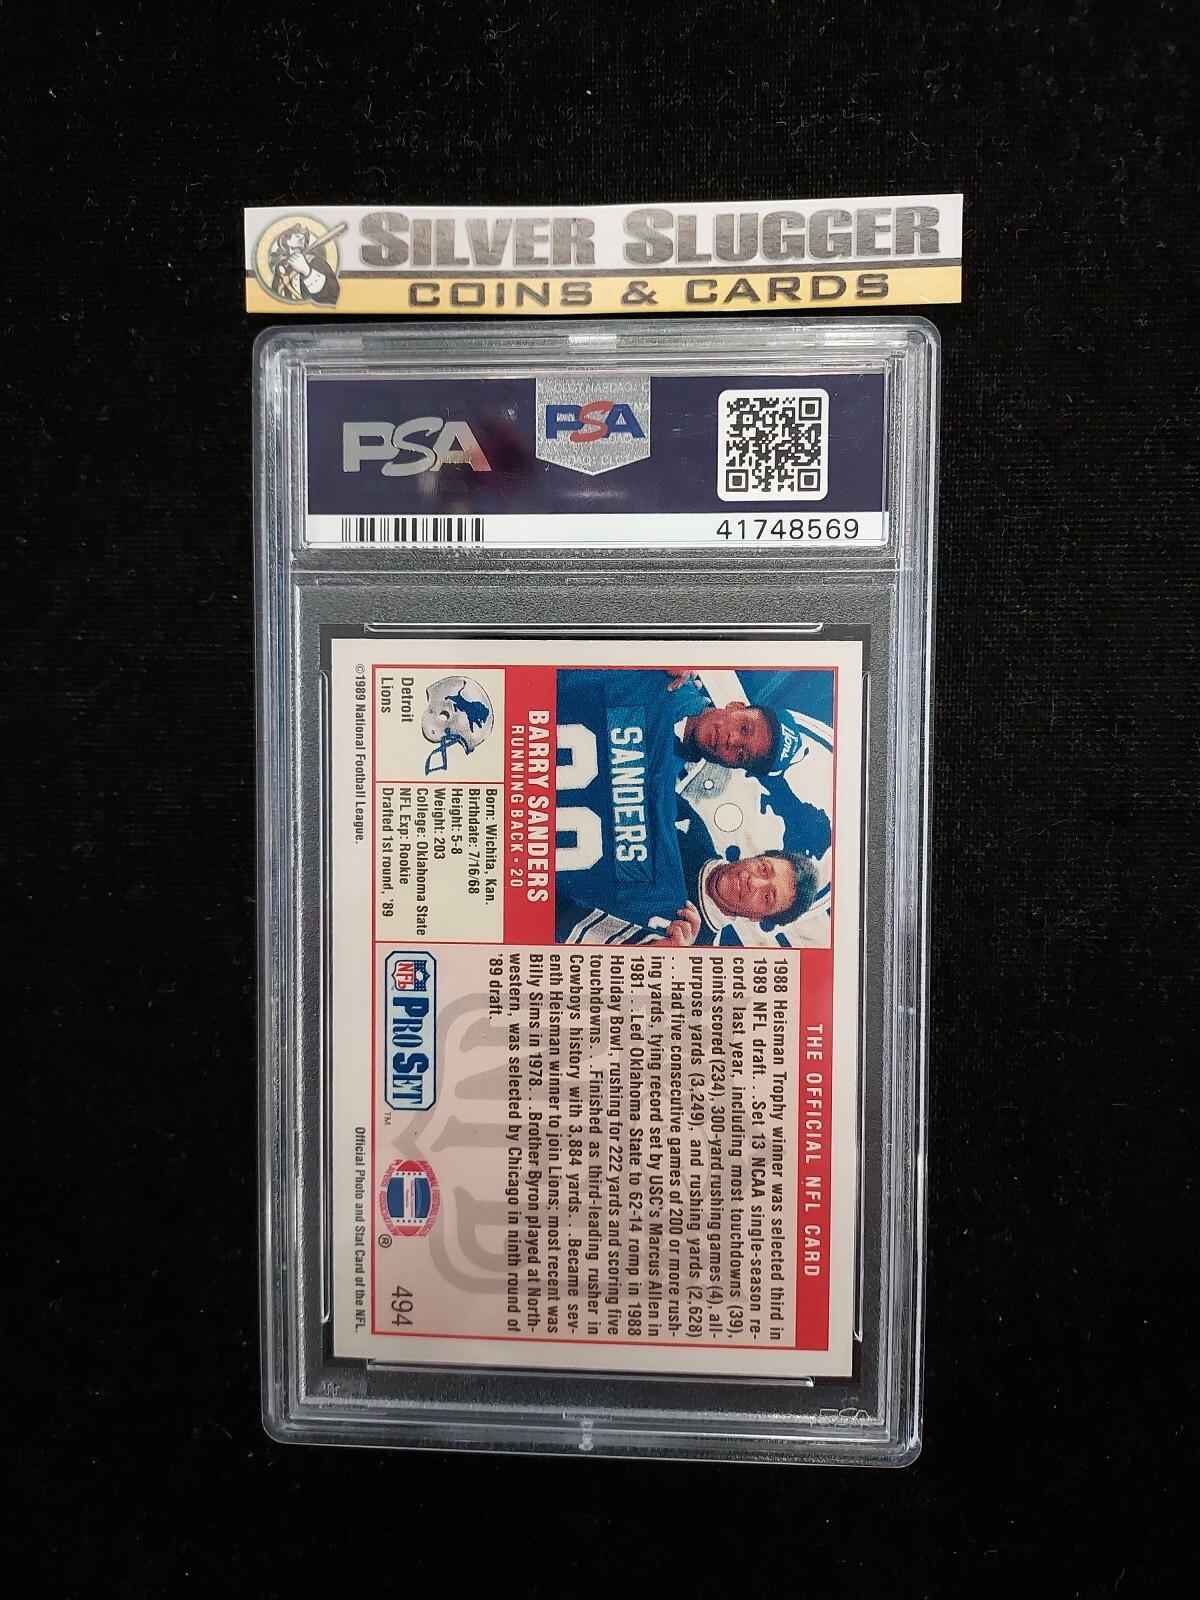 SILVER SLUGGER
COINS & CARDS
PSA
PSA
41748569
THE OFFICIAL NFL CARD
Lions
SANDERS
BARRY SANDERS
RUNNING BACK • 20
Detroit
Lions
Born: Wichita, Kan.
Birthdate: 7/16/68
Height: 5-8
Weight: 203
College: Oklahoma State
NFL Exp: Rookie
Drafted 1st round, '89
1988 Heisman Trophy winner was selected third in
1989 NFL draft. . .Set 13 NCAA single-season re-
cords last year, including most touchdowns (39),
points scored (234), 300-yard rushing games (4), all-
purpose yards (3,249), and rushing yards (2,628)
. . .Had five consecutive games of 200 or more rush-
ing yards, tying record set by USC's Marcus Allen in
1981. . .Led Oklahoma State to 62-14 romp in 1988
Holiday Bowl, rushing for 222 yards and scoring five
touchdowns. . .Finished as third-leading rusher in
Cowboys history with 3,884 yards. . .Became sev-
enth Heisman winner to join Lions; most recent was
Billy Sims in 1978. . .Brother Byron played at North-
western, was selected by Chicago in ninth round of
'89 draft.
NFL
PRO SET
TM
®
494
©1989 National Football League.
Official Photo and Stat Card of the NFL.